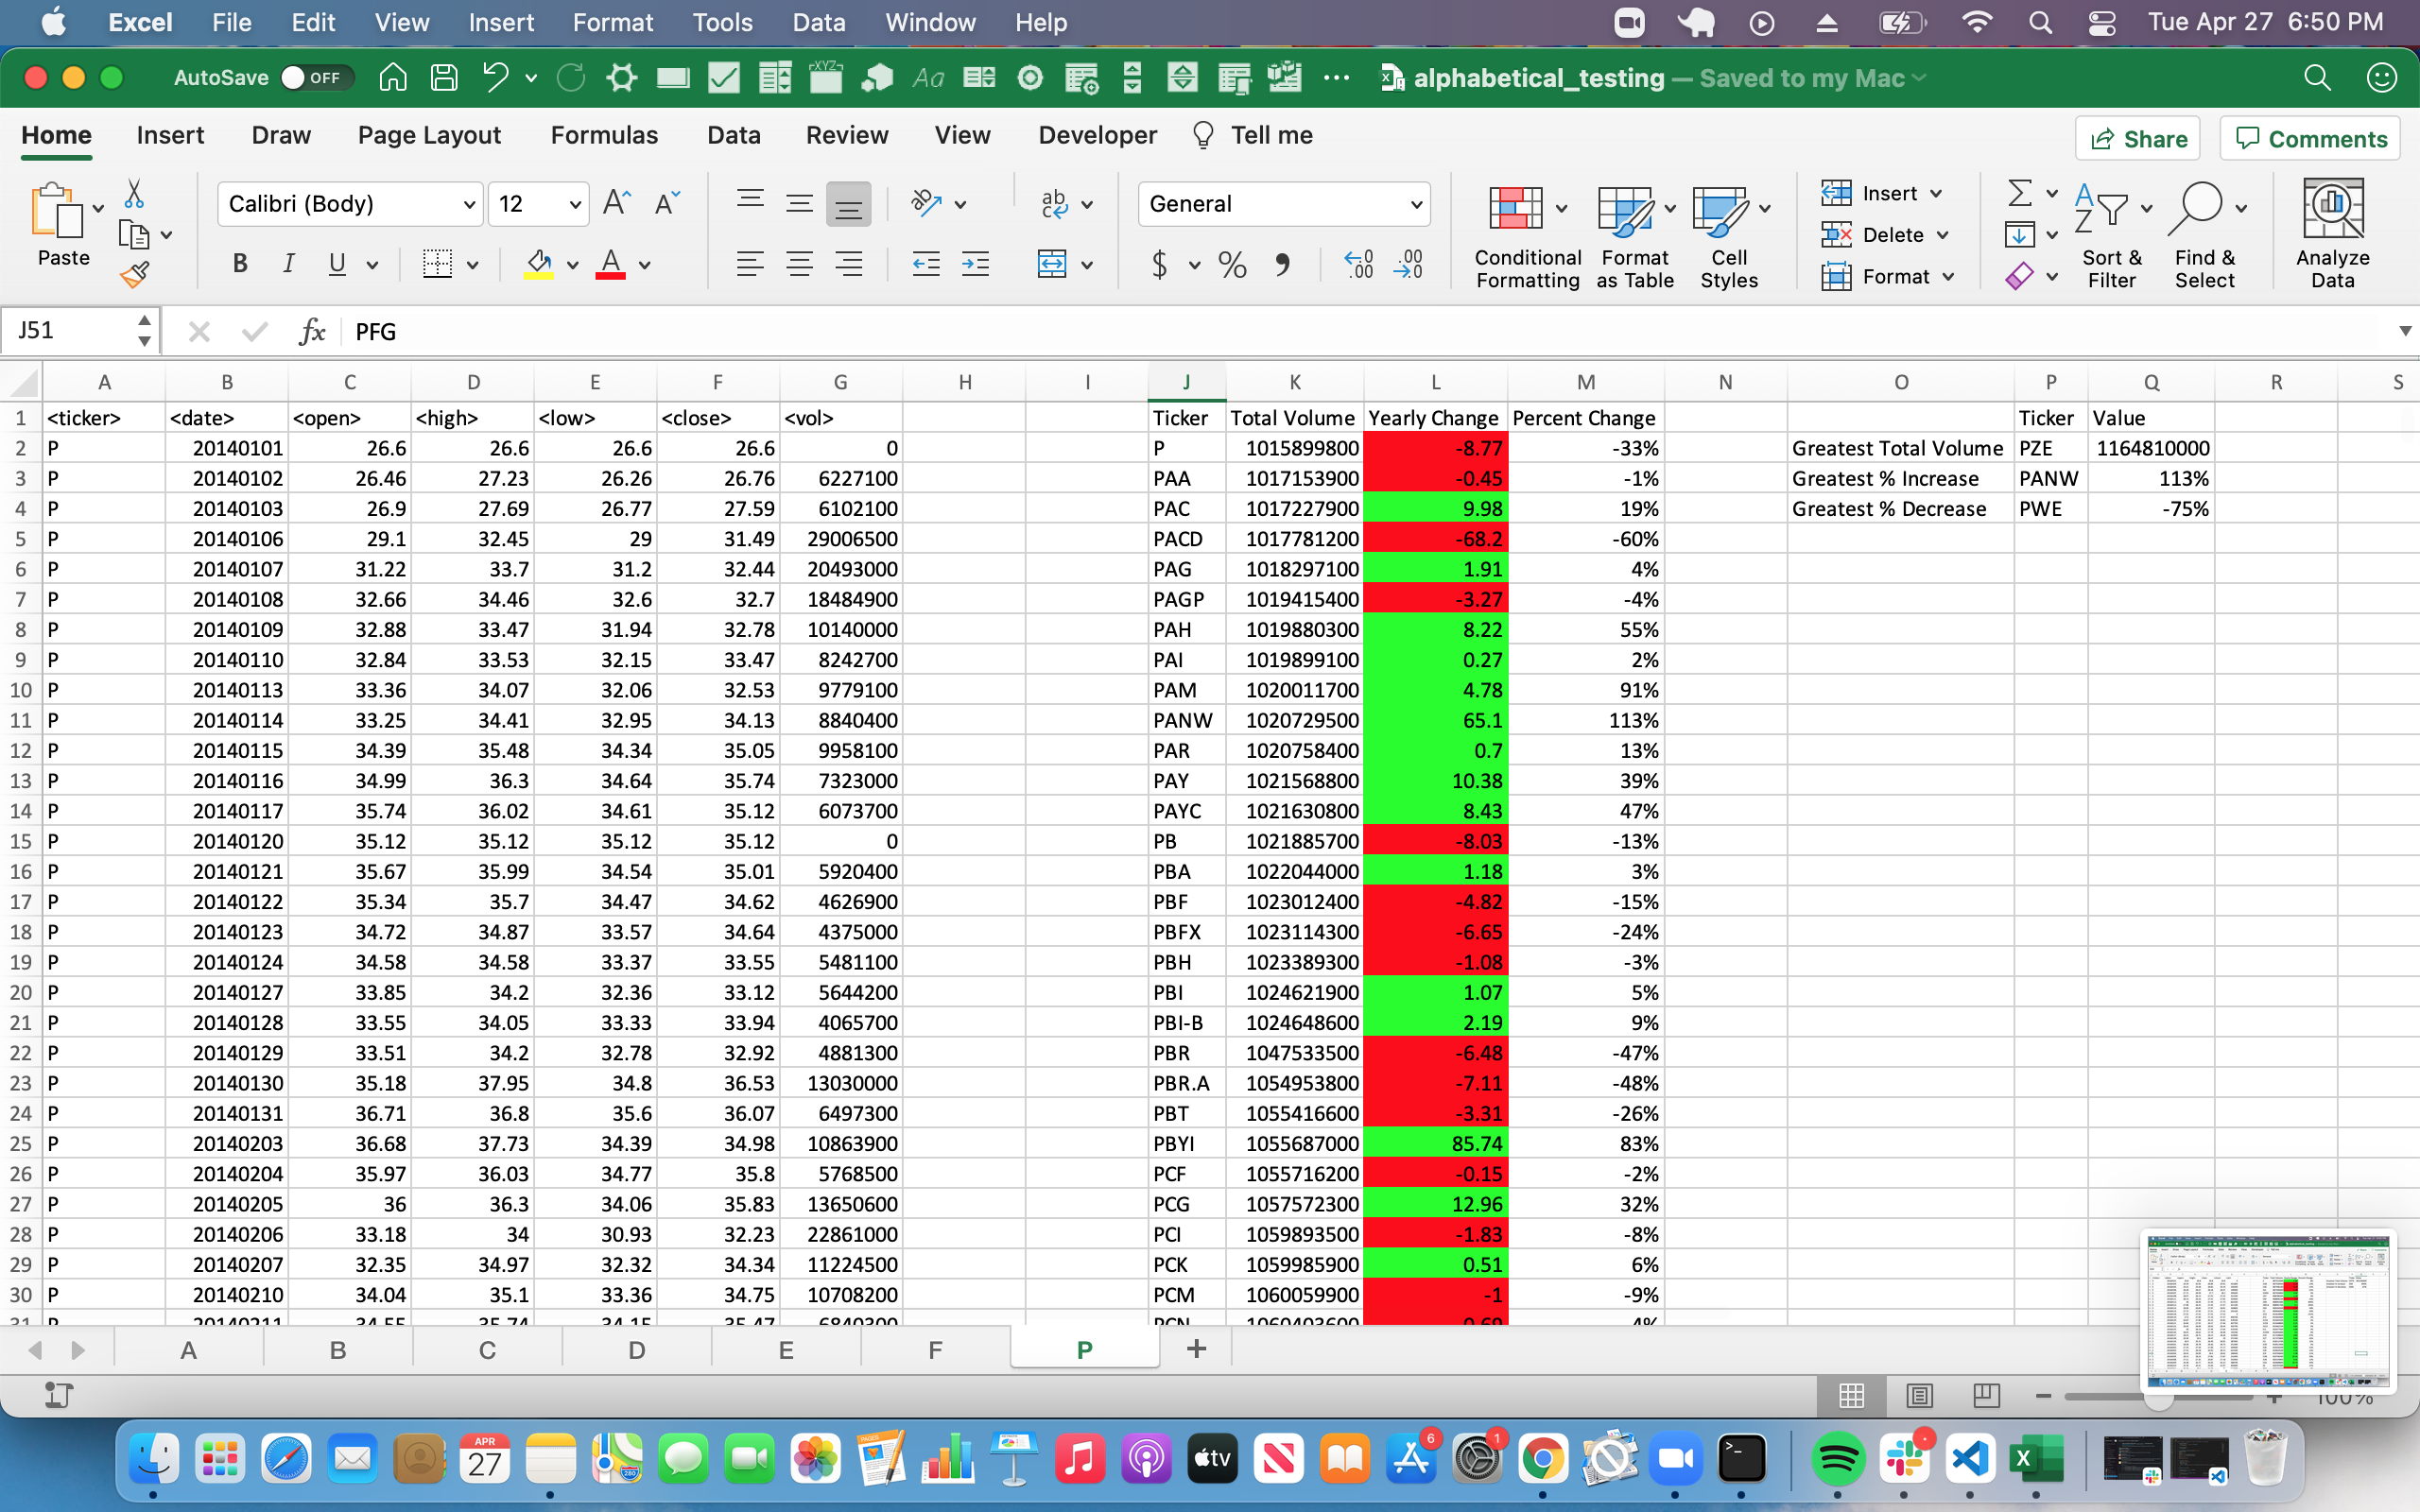 Excel File Edit View Insert Format Tools Data Window Help Tue Apr 27 6:50 PM
AutoSave OFF alphabetical_testing — Saved to my Mac
Home Insert Draw Page Layout Formulas Data Review View Developer Tell me Share Comments
Paste Calibri (Body) 12 General Conditional Formatting Format as Table Cell Styles Insert Delete Format Sort & Filter Find & Select Analyze Data
J51 fx PFG
A B C D E F G H I J K L M N O P Q R S
1 <ticker> <date> <open> <high> <low> <close> <vol> Ticker Total Volume Yearly Change Percent Change Ticker Value
2 P 20140101 26.6 26.6 26.6 26.6 0 P 1015899800 -8.77 -33% Greatest Total Volume PZE 1164810000
3 P 20140102 26.46 27.23 26.26 26.76 6227100 PAA 1017153900 -0.45 -1% Greatest % Increase PANW 113%
4 P 20140103 26.9 27.69 26.77 27.59 6102100 PAC 1017227900 9.98 19% Greatest % Decrease PWE -75%
5 P 20140106 29.1 32.45 29 31.49 29006500 PACD 1017781200 -68.2 -60%
6 P 20140107 31.22 33.7 31.2 32.44 20493000 PAG 1018297100 1.91 4%
7 P 20140108 32.66 34.46 32.6 32.7 18484900 PAGP 1019415400 -3.27 -4%
8 P 20140109 32.88 33.47 31.94 32.78 10140000 PAH 1019880300 8.22 55%
9 P 20140110 32.84 33.53 32.15 33.47 8242700 PAI 1019899100 0.27 2%
10 P 20140113 33.36 34.07 32.06 32.53 9779100 PAM 1020011700 4.78 91%
11 P 20140114 33.25 34.41 32.95 34.13 8840400 PANW 1020729500 65.1 113%
12 P 20140115 34.39 35.48 34.34 35.05 9958100 PAR 1020758400 0.7 13%
13 P 20140116 34.99 36.3 34.64 35.74 7323000 PAY 1021568800 10.38 39%
14 P 20140117 35.74 36.02 34.61 35.12 6073700 PAYC 1021630800 8.43 47%
15 P 20140120 35.12 35.12 35.12 35.12 0 PB 1021885700 -8.03 -13%
16 P 20140121 35.67 35.99 34.54 35.01 5920400 PBA 1022044000 1.18 3%
17 P 20140122 35.34 35.7 34.47 34.62 4626900 PBF 1023012400 -4.82 -15%
18 P 20140123 34.72 34.87 33.57 34.64 4375000 PBFX 1023114300 -6.65 -24%
19 P 20140124 34.58 34.58 33.37 33.55 5481100 PBH 1023389300 -1.08 -3%
20 P 20140127 33.85 34.2 32.36 33.12 5644200 PBI 1024621900 1.07 5%
21 P 20140128 33.55 34.05 33.33 33.94 4065700 PBI-B 1024648600 2.19 9%
22 P 20140129 33.51 34.2 32.78 32.92 4881300 PBR 1047533500 -6.48 -47%
23 P 20140130 35.18 37.95 34.8 36.53 13030000 PBR.A 1054953800 -7.11 -48%
24 P 20140131 36.71 36.8 35.6 36.07 6497300 PBT 1055416600 -3.31 -26%
25 P 20140203 36.68 37.73 34.39 34.98 10863900 PBYI 1055687000 85.74 83%
26 P 20140204 35.97 36.03 34.77 35.8 5768500 PCF 1055716200 -0.15 -2%
27 P 20140205 36 36.3 34.06 35.83 13650600 PCG 1057572300 12.96 32%
28 P 20140206 33.18 34 30.93 32.23 22861000 PCI 1059893500 -1.83 -8%
29 P 20140207 32.35 34.97 32.32 34.34 11224500 PCK 1059985900 0.51 6%
30 P 20140210 34.04 35.1 33.36 34.75 10708200 PCM 1060059900 -1 -9%
A B C D E F P +
100%
APR 27 tv 6 1